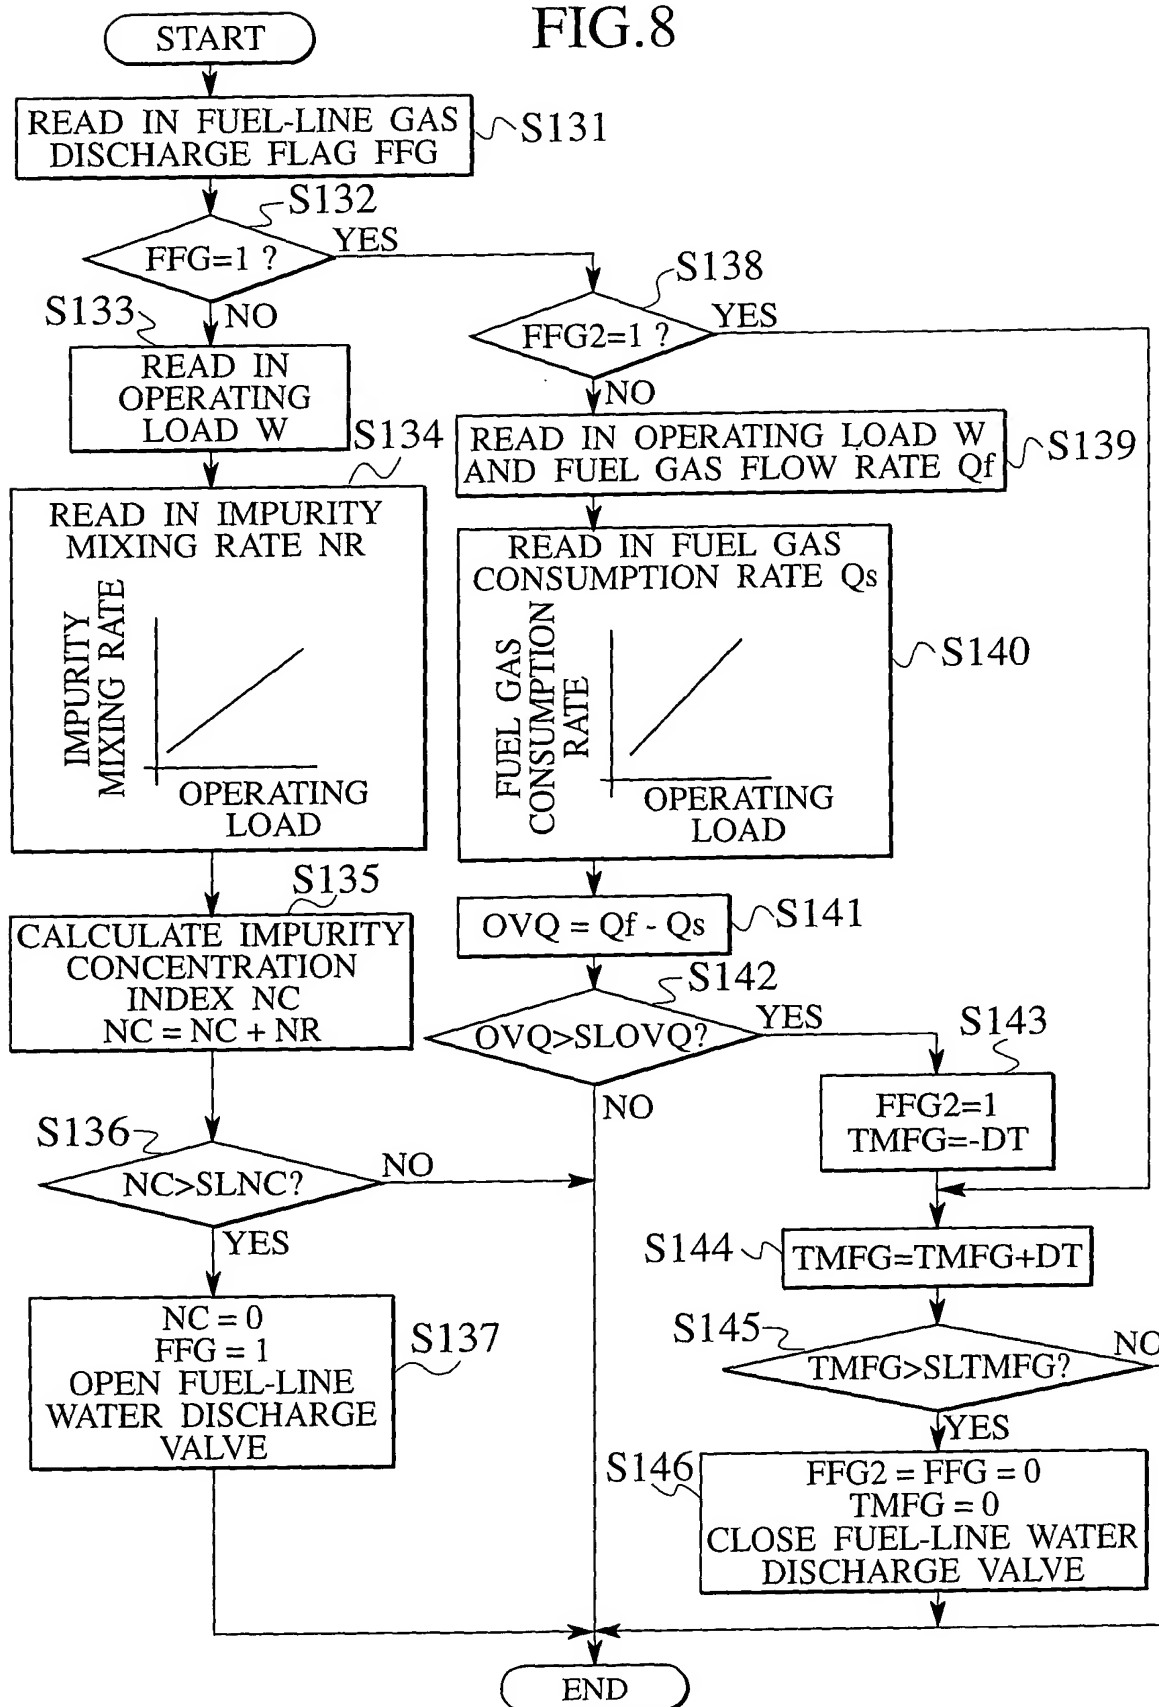 FIG.8
START
READ IN FUEL-LINE GAS
DISCHARGE FLAG FFG
S131
S132
FFG=1 ?
YES
NO
S133
READ IN
OPERATING
LOAD W
S134
READ IN IMPURITY
MIXING RATE NR
IMPURITY
MIXING RATE
OPERATING
LOAD
S135
CALCULATE IMPURITY
CONCENTRATION
INDEX NC
NC = NC + NR
S136
NC>SLNC?
NO
YES
NC = 0
FFG = 1
OPEN FUEL-LINE
WATER DISCHARGE
VALVE
S137
S138
FFG2=1 ?
YES
NO
READ IN OPERATING LOAD W
AND FUEL GAS FLOW RATE Qf
S139
READ IN FUEL GAS
CONSUMPTION RATE Qs
FUEL GAS
CONSUMPTION
RATE
OPERATING
LOAD
S140
OVQ = Qf - Qs
S141
S142
OVQ>SLOVQ?
YES
NO
S143
FFG2=1
TMFG=-DT
S144
TMFG=TMFG+DT
S145
TMFG>SLTMFG?
NO
YES
S146
FFG2 = FFG = 0
TMFG = 0
CLOSE FUEL-LINE WATER
DISCHARGE VALVE
END